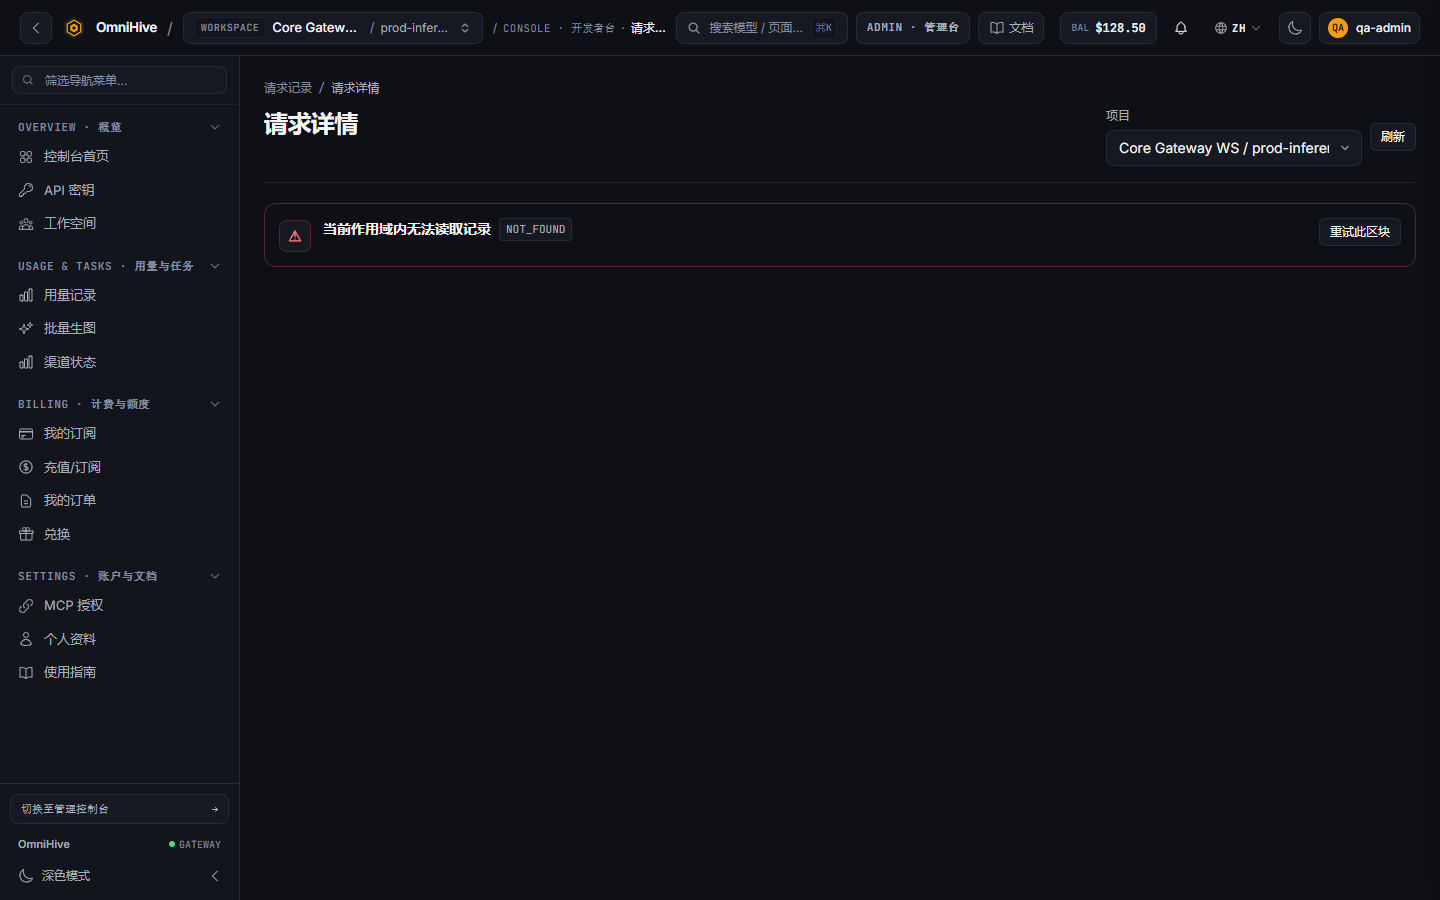 OmniHive / WORKSPACE Core Gatew... / prod-infer... / CONSOLE · 开发者台 · 请求... 搜索模型 / 页面... ⌘K ADMIN · 管理台 文档 BAL $128.50 ZH QA qa-admin
筛选导航菜单...
OVERVIEW · 概览
控制台首页
API 密钥
工作空间
USAGE & TASKS · 用量与任务
用量记录
批量生图
渠道状态
BILLING · 计费与额度
我的订阅
充值/订阅
我的订单
兑换
SETTINGS · 账户与文档
MCP 授权
个人资料
使用指南
切换至管理控制台 →
OmniHive GATEWAY
深色模式
请求记录 / 请求详情
请求详情
项目
Core Gateway WS / prod-infere
刷新
当前作用域内无法读取记录 NOT_FOUND
重试此区块